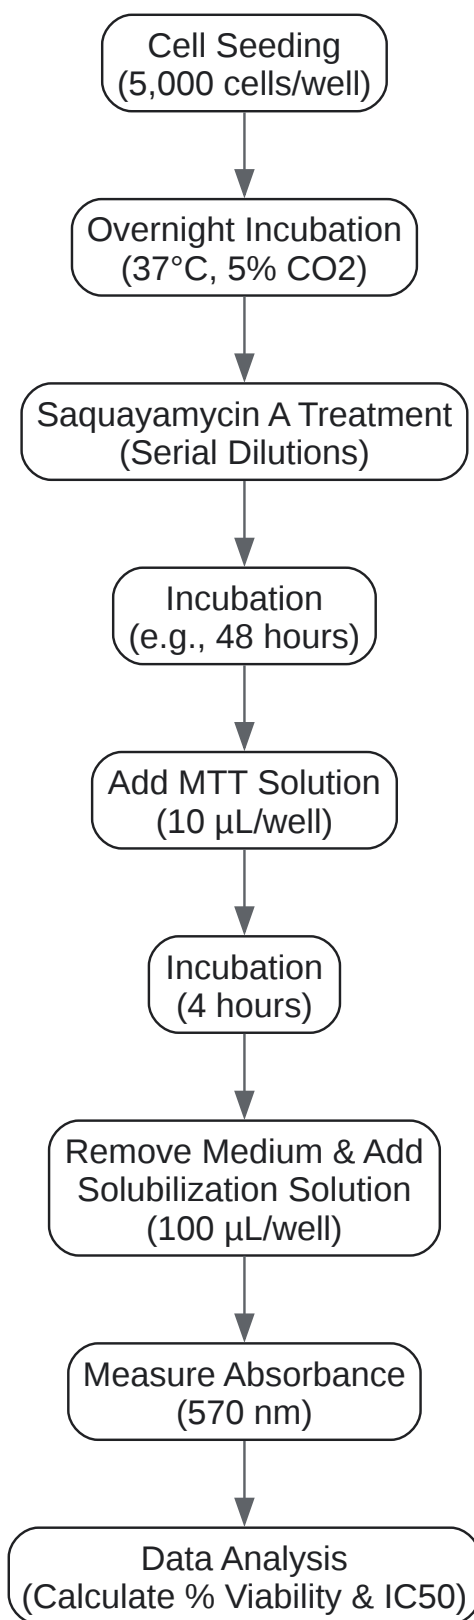 Cell Seeding
(5,000 cells/well)
Overnight Incubation
(37°C, 5% CO2)
Saquayamycin A Treatment
(Serial Dilutions)
Incubation
(e.g., 48 hours)
Add MTT Solution
(10 µL/well)
Incubation
(4 hours)
Remove Medium & Add
Solubilization Solution
(100 µL/well)
Measure Absorbance
(570 nm)
Data Analysis
(Calculate % Viability & IC50)